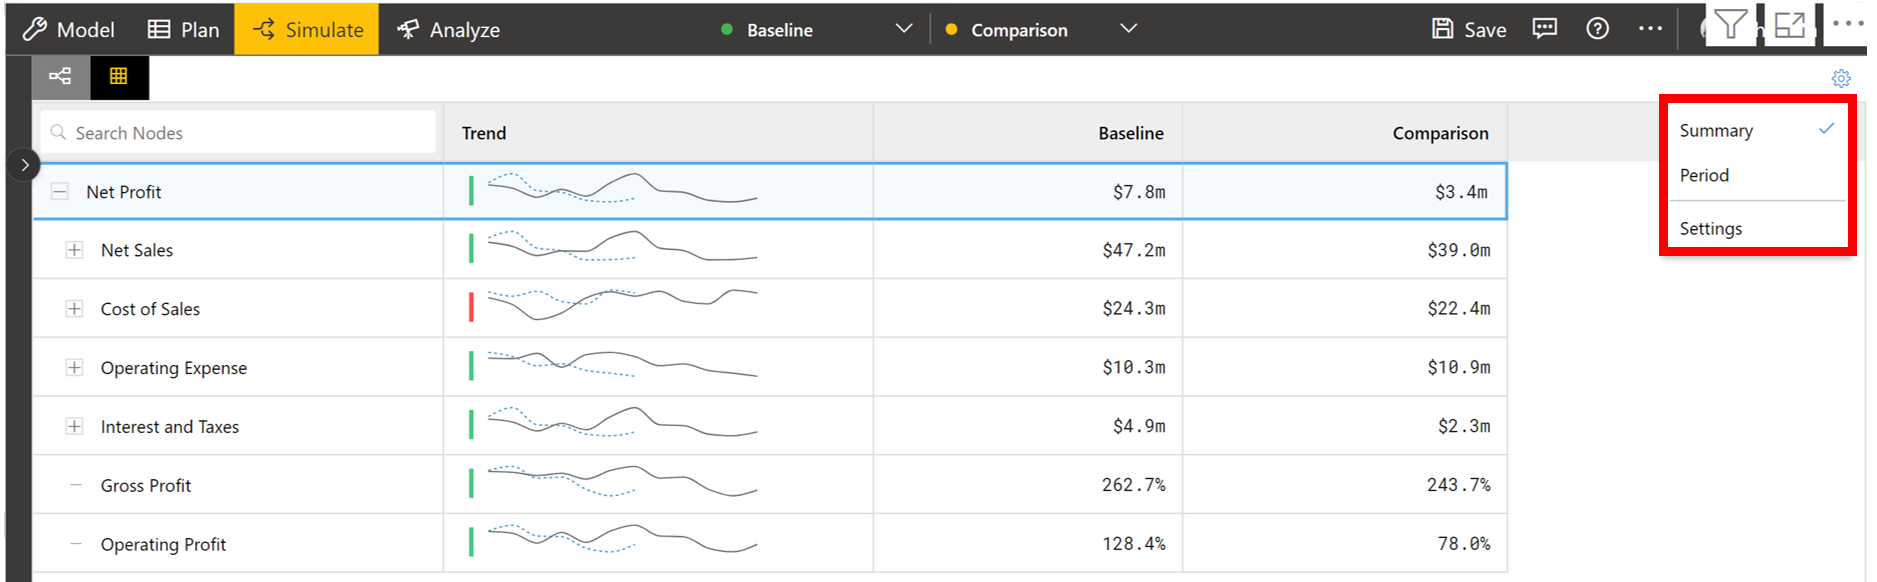 Model Plan Simulate Analyze Baseline Comparison Save
Search Nodes Trend Baseline Comparison
Summary
Period
Settings
Net Profit $7.8m $3.4m
Net Sales $47.2m $39.0m
Cost of Sales $24.3m $22.4m
Operating Expense $10.3m $10.9m
Interest and Taxes $4.9m $2.3m
Gross Profit 262.7% 243.7%
Operating Profit 128.4% 78.0%